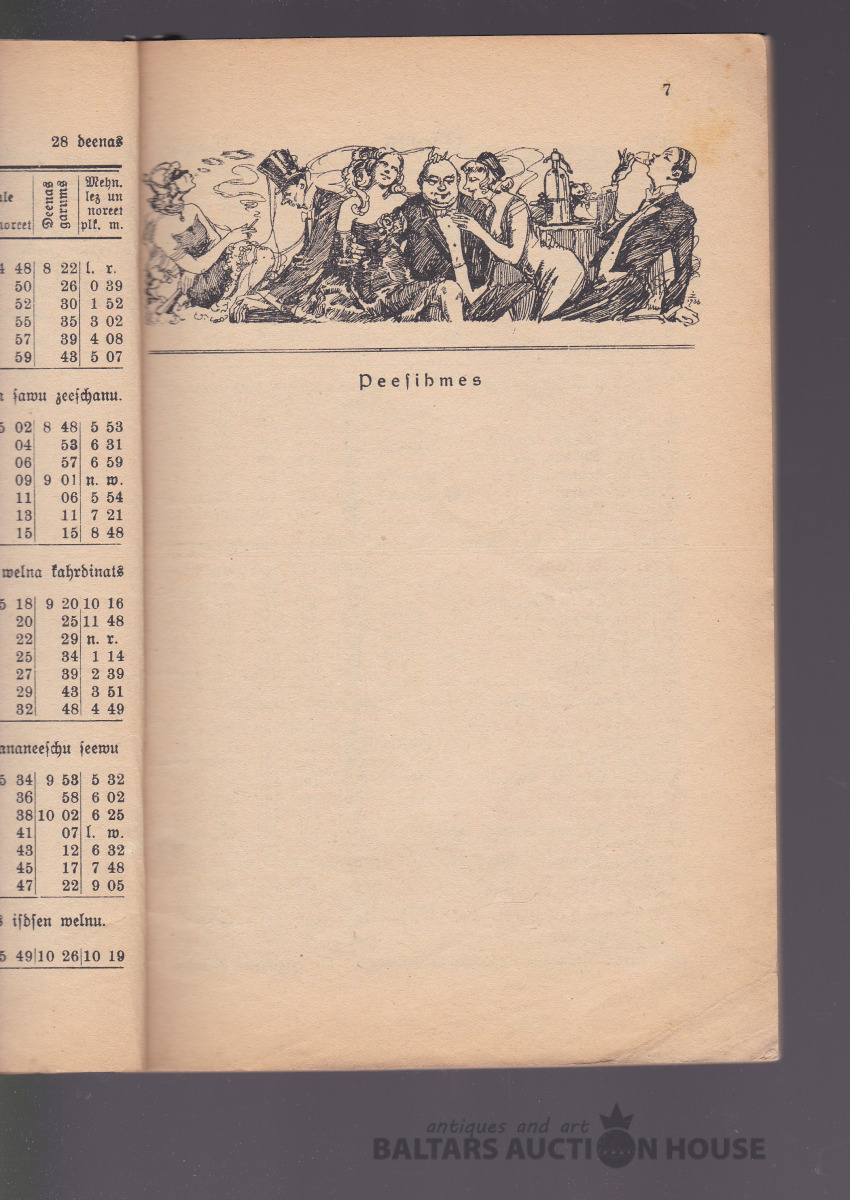 28 deenas
Deenas garums
Mehn.
lez un
noreet
noreet
plk. m.
48 8 22 l. r.
50 26 0 39
52 30 1 52
55 35 3 02
57 39 4 08
59 43 5 07
ſawu zeeſchanu.
5 02 8 48 5 53
04 53 6 31
06 57 6 59
09 9 01 n. w.
11 06 5 54
13 11 7 21
15 15 8 48
welna kahrdinats
5 18 9 20 10 16
20 25 11 48
22 29 n. r.
25 34 1 14
27 39 2 39
29 43 3 51
32 48 4 49
ananeeſchu ſeewu
5 34 9 53 5 32
36 58 6 02
38 10 02 6 25
41 07 l. w.
43 12 6 32
45 17 7 48
47 22 9 05
iſdſen welnu.
5 49 10 26 10 19
7
Peeſihmes
antiques and art
BALTARS AUCTION HOUSE